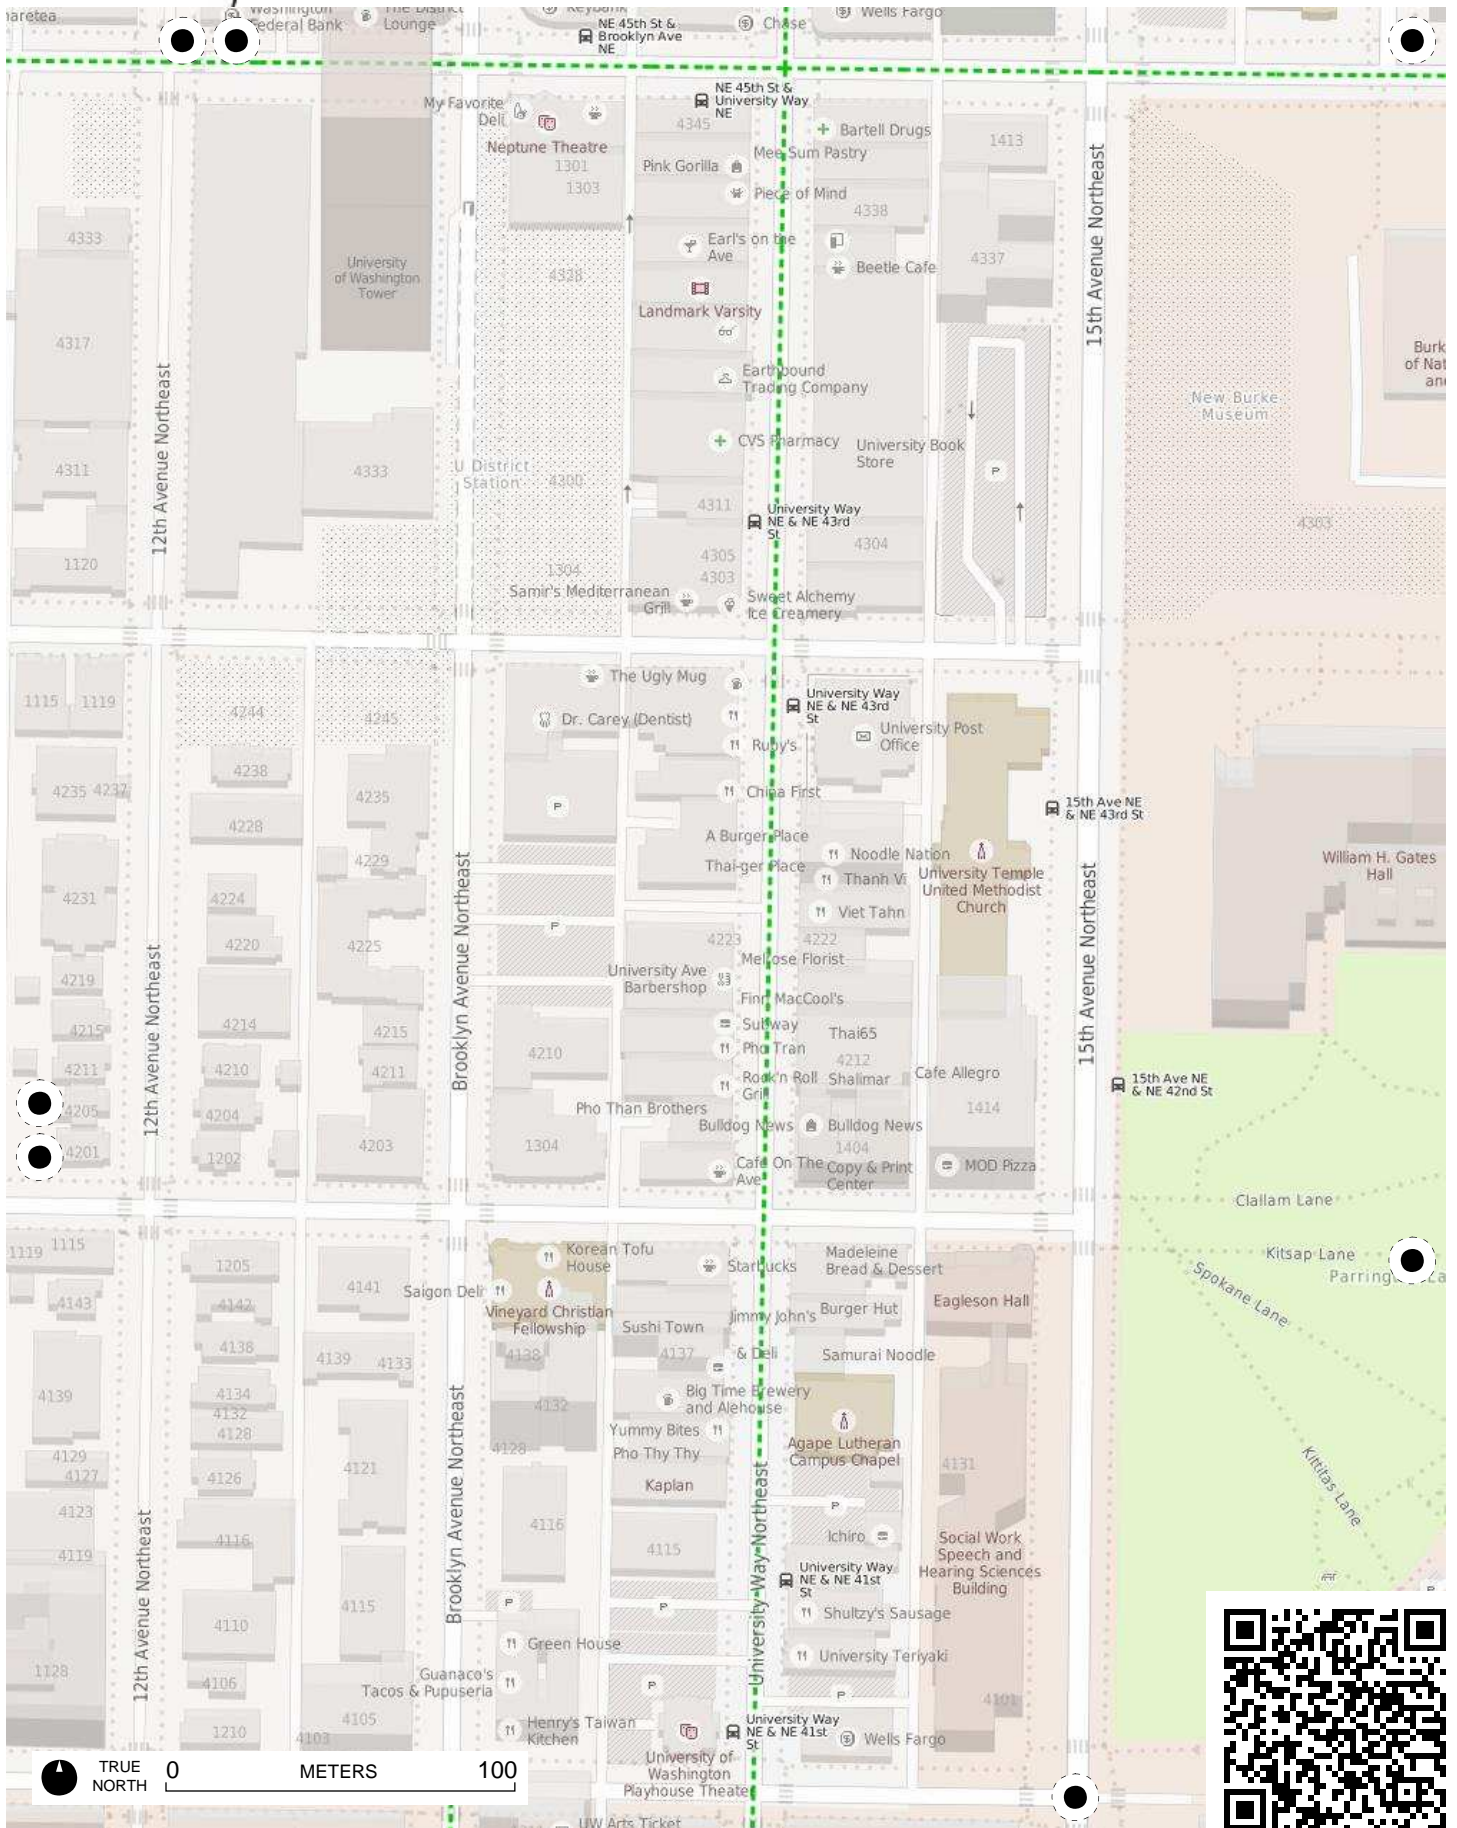 Washington
Federal Bank
The District
Lounge
KeyBank
Chase
Wells Fargo
NE 45th St &
Brooklyn Ave
NE
NE 45th St &
University Way
NE
My Favorite
Deli
Neptune Theatre
1301
1303
4345
Pink Gorilla
Bartell Drugs
Mee Sum Pastry
Piece of Mind
4338
1413
15th Avenue Northeast
4333
University
of Washington
Tower
4328
Earl's on the
Ave
Beetle Cafe
4337
Landmark Varsity
4317
Earthbound
Trading Company
New Burke
Museum
12th Avenue Northeast
CVS Pharmacy
University Book
Store
P
4311
4333
U District
Station
4300
4311
University Way
NE & NE 43rd
St
4303
4304
4305
4303
1120
1304
Samir's Mediterranean
Grill
Sweet Alchemy
Ice Creamery
1115
1119
4244
4245
The Ugly Mug
Dr. Carey (Dentist)
University Way
NE & NE 43rd
St
University Post
Office
Ruby's
4238
4235
4237
4235
China First
P
15th Ave NE
& NE 43rd St
4228
A Burger Place
4229
Thai-ger Place
Noodle Nation
Thanh Vi
University Temple
United Methodist
Church
William H. Gates
Hall
4231
4224
Viet Tahn
Brooklyn Avenue Northeast
15th Avenue Northeast
P
4220
4225
4223
4222
Melrose Florist
4219
University Ave
Barbershop
Finn MacCool's
12th Avenue Northeast
4215
4214
4215
Subway
Thai65
4210
Pho Tran
4212
4211
4210
4211
Rock'n Roll
Grill
Shalimar
Cafe Allegro
15th Ave NE
& NE 42nd St
4205
4204
Pho Than Brothers
1414
Bulldog News
Bulldog News
4201
1202
4203
1304
1404
Cafe On The
Ave
Copy & Print
Center
MOD Pizza
Clallam Lane
1119
1115
1205
Korean Tofu
House
Starbucks
Madeleine
Bread & Dessert
Kitsap Lane
Spokane Lane
4143
4142
4141
Saigon Deli
Vineyard Christian
Fellowship
Sushi Town
Jimmy John's
Burger Hut
Eagleson Hall
4138
4139
4133
4138
4137
& Deli
Samurai Noodle
4139
4134
4132
4128
4132
Big Time Brewery
and Alehouse
Yummy Bites
Pho Thy Thy
Agape Lutheran
Campus Chapel
4129
4127
4126
4121
4128
Kaplan
4131
Kittitas Lane
4123
4116
4116
P
Ichiro
4119
4115
Social Work
Speech and
Hearing Sciences
Building
12th Avenue Northeast
Brooklyn Avenue Northeast
University Way Northeast
University Way
NE & NE 41st
St
4110
4115
P
P
Shultzy's Sausage
1128
Green House
University Teriyaki
4106
Guanaco's
Tacos & Pupuseria
P
P
4101
1210
4105
4103
Henry's Taiwan
Kitchen
University Way
NE & NE 41st
St
Wells Fargo
University of
Washington
Playhouse Theater
TRUE
NORTH
0
METERS
100
UW Arts Ticket